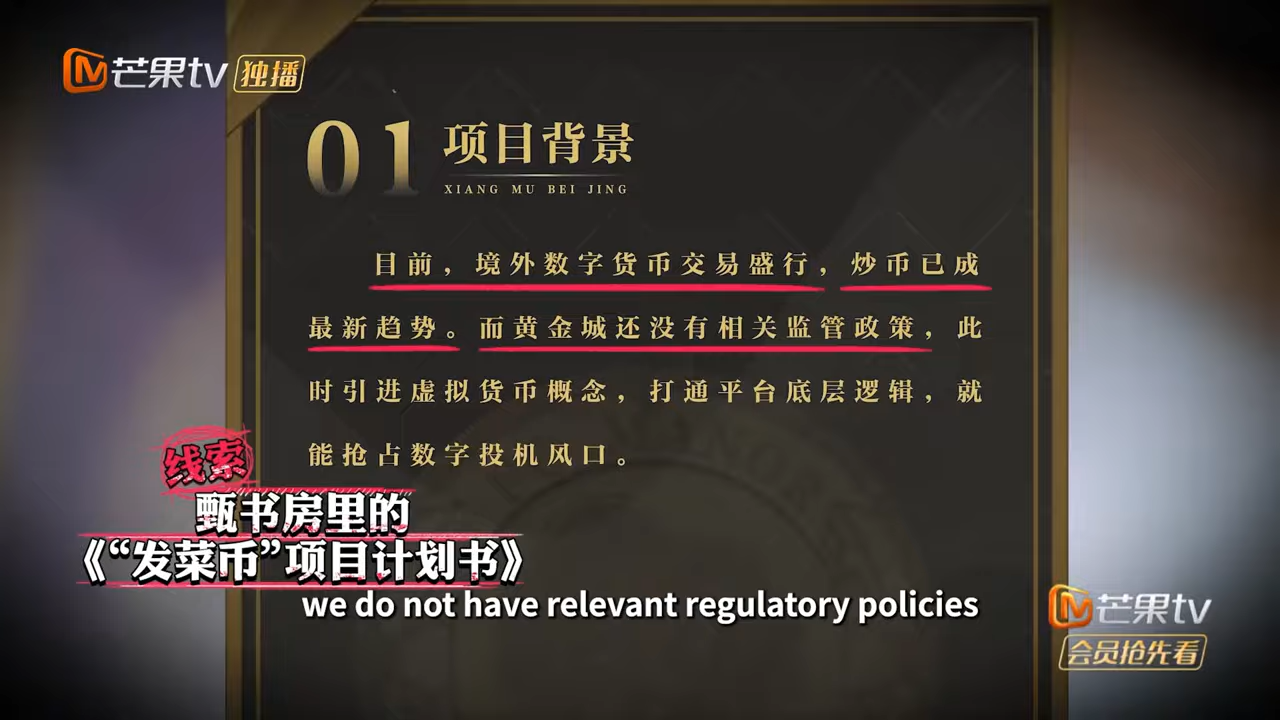 芒果tv 独播
01 项目背景
XIANG MU BEI JING
目前，境外数字货币交易盛行，炒币已成
最新趋势。而黄金城还没有相关监管政策，此
时引进虚拟货币概念，打通平台底层逻辑，就
能抢占数字投机风口。
线索
甄书房里的
《“发菜币”项目计划书》
we do not have relevant regulatory policies
芒果tv
会员抢先看